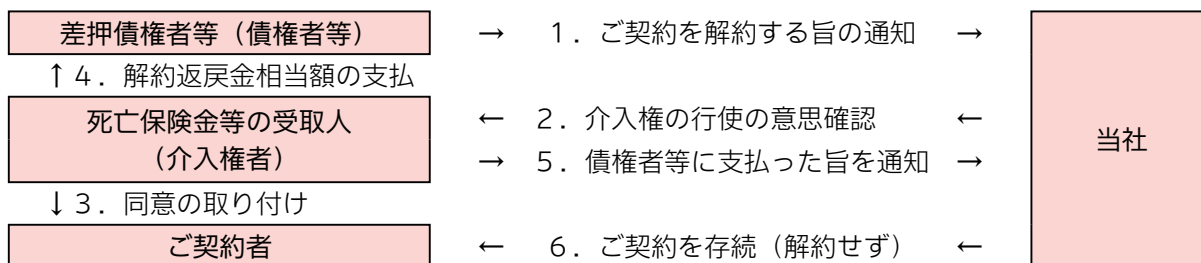 差押債権者等（債権者等） → １．ご契約を解約する旨の通知 →
↑４．解約返戻金相当額の支払
死亡保険金等の受取人 ← ２．介入権の行使の意思確認 ←
（介入権者） → ５．債権者等に支払った旨を通知 →
当社
↓３．同意の取り付け
ご契約者 ← ６．ご契約を存続（解約せず） ←